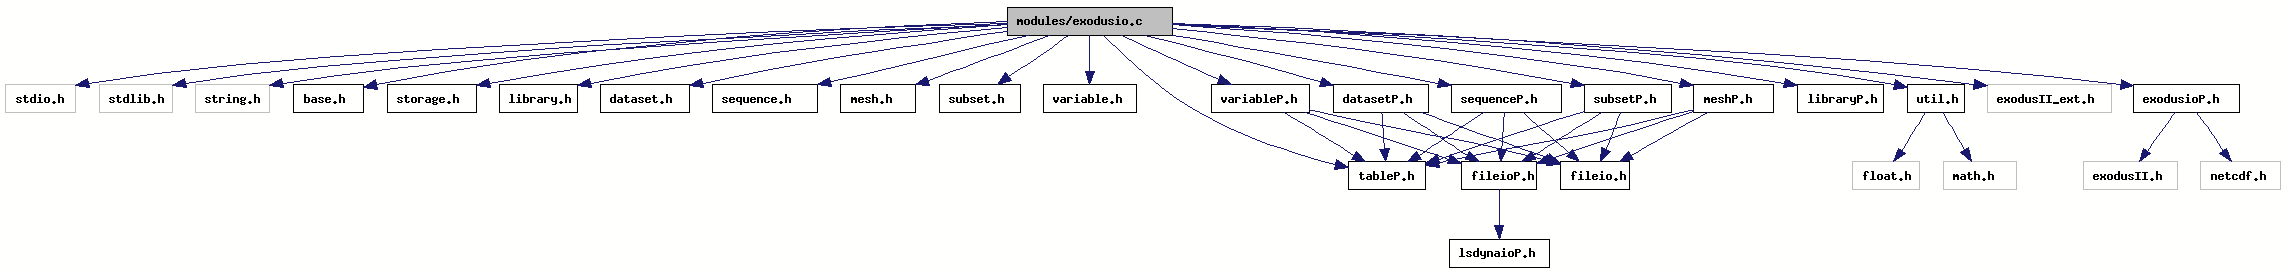 modules/exodusio.c
stdio.h
stdlib.h
string.h
base.h
storage.h
library.h
dataset.h
sequence.h
mesh.h
subset.h
variable.h
variableP.h
datasetP.h
sequenceP.h
subsetP.h
meshP.h
libraryP.h
util.h
exodusII_ext.h
exodusioP.h
tableP.h
fileioP.h
fileio.h
float.h
math.h
exodusII.h
netcdf.h
lsdynaioP.h